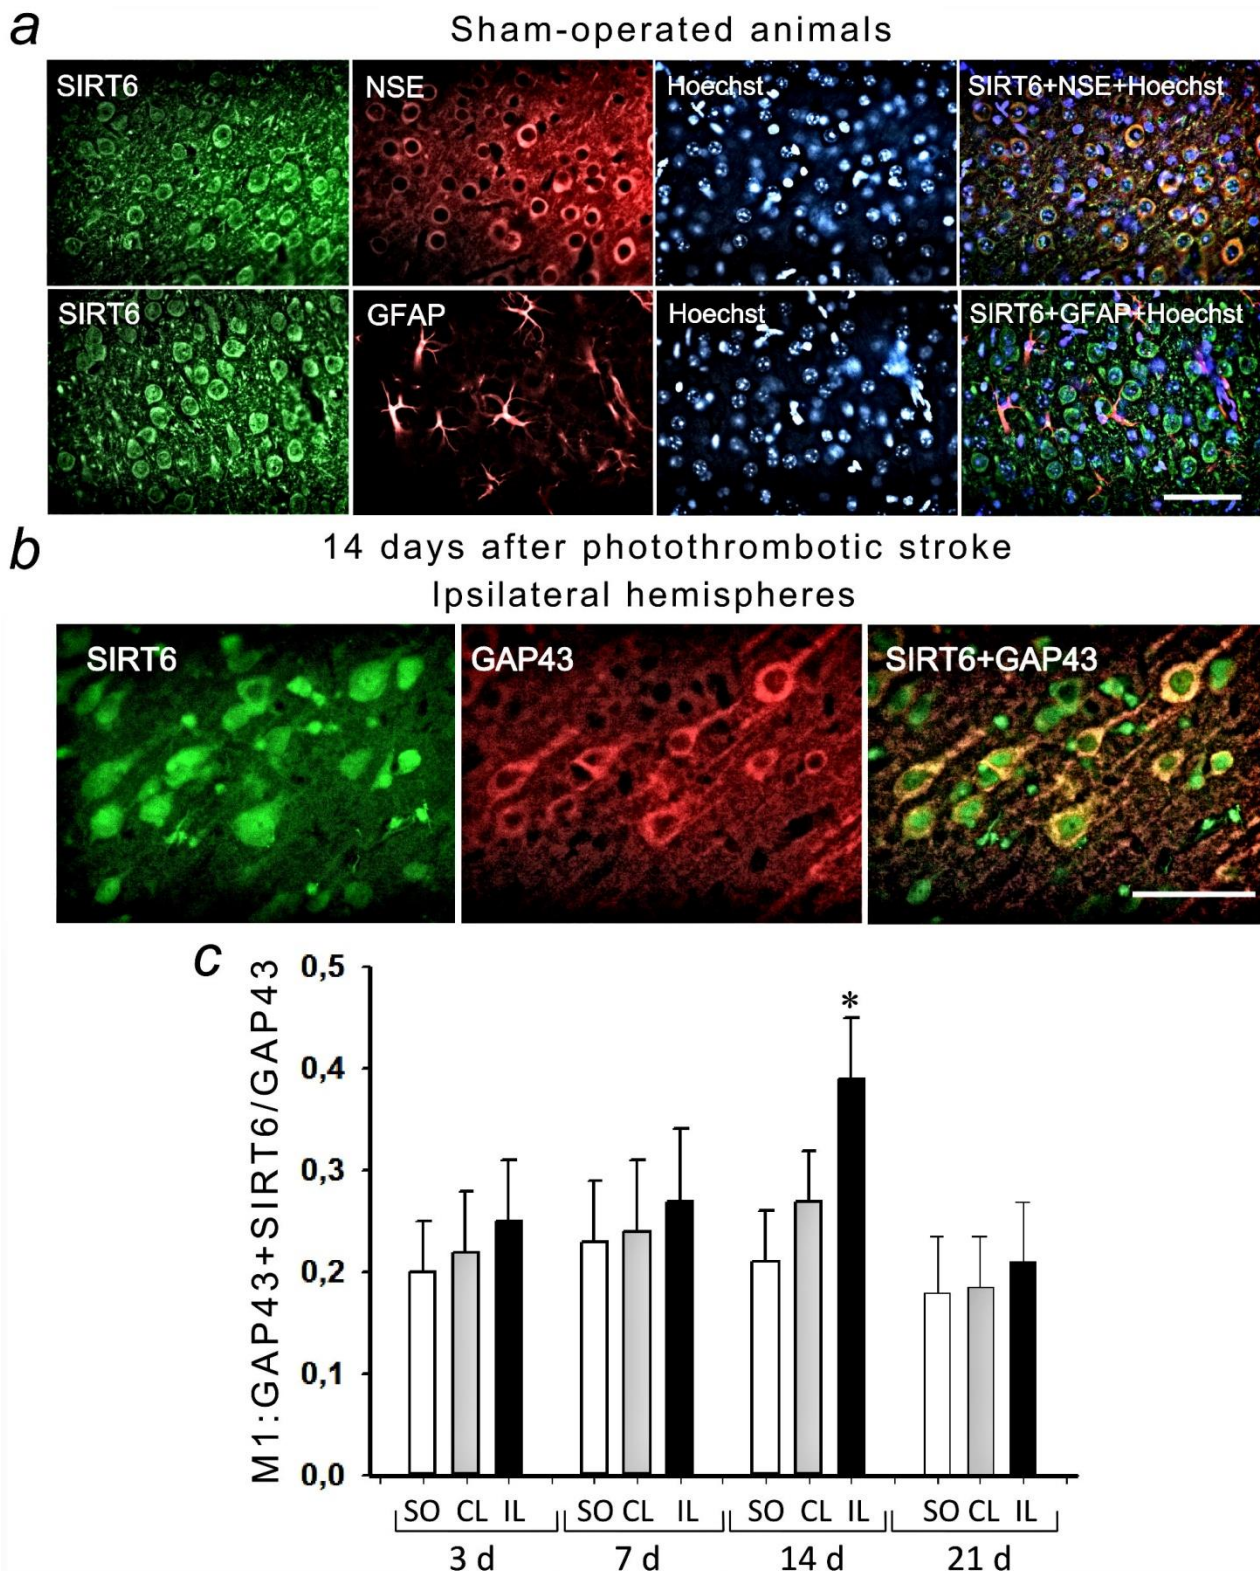 a
Sham-operated animals
SIRT6
NSE
Hoechst
SIRT6+NSE+Hoechst
SIRT6
GFAP
Hoechst
SIRT6+GFAP+Hoechst
b
14 days after photothrombotic stroke
Ipsilateral hemispheres
SIRT6
GAP43
SIRT6+GAP43
c
M1:GAP43+SIRT6/GAP43
0,5
0,4
0,3
0,2
0,1
0,0
*
SO CL IL
SO CL IL
SO CL IL
SO CL IL
3 d
7 d
14 d
21 d